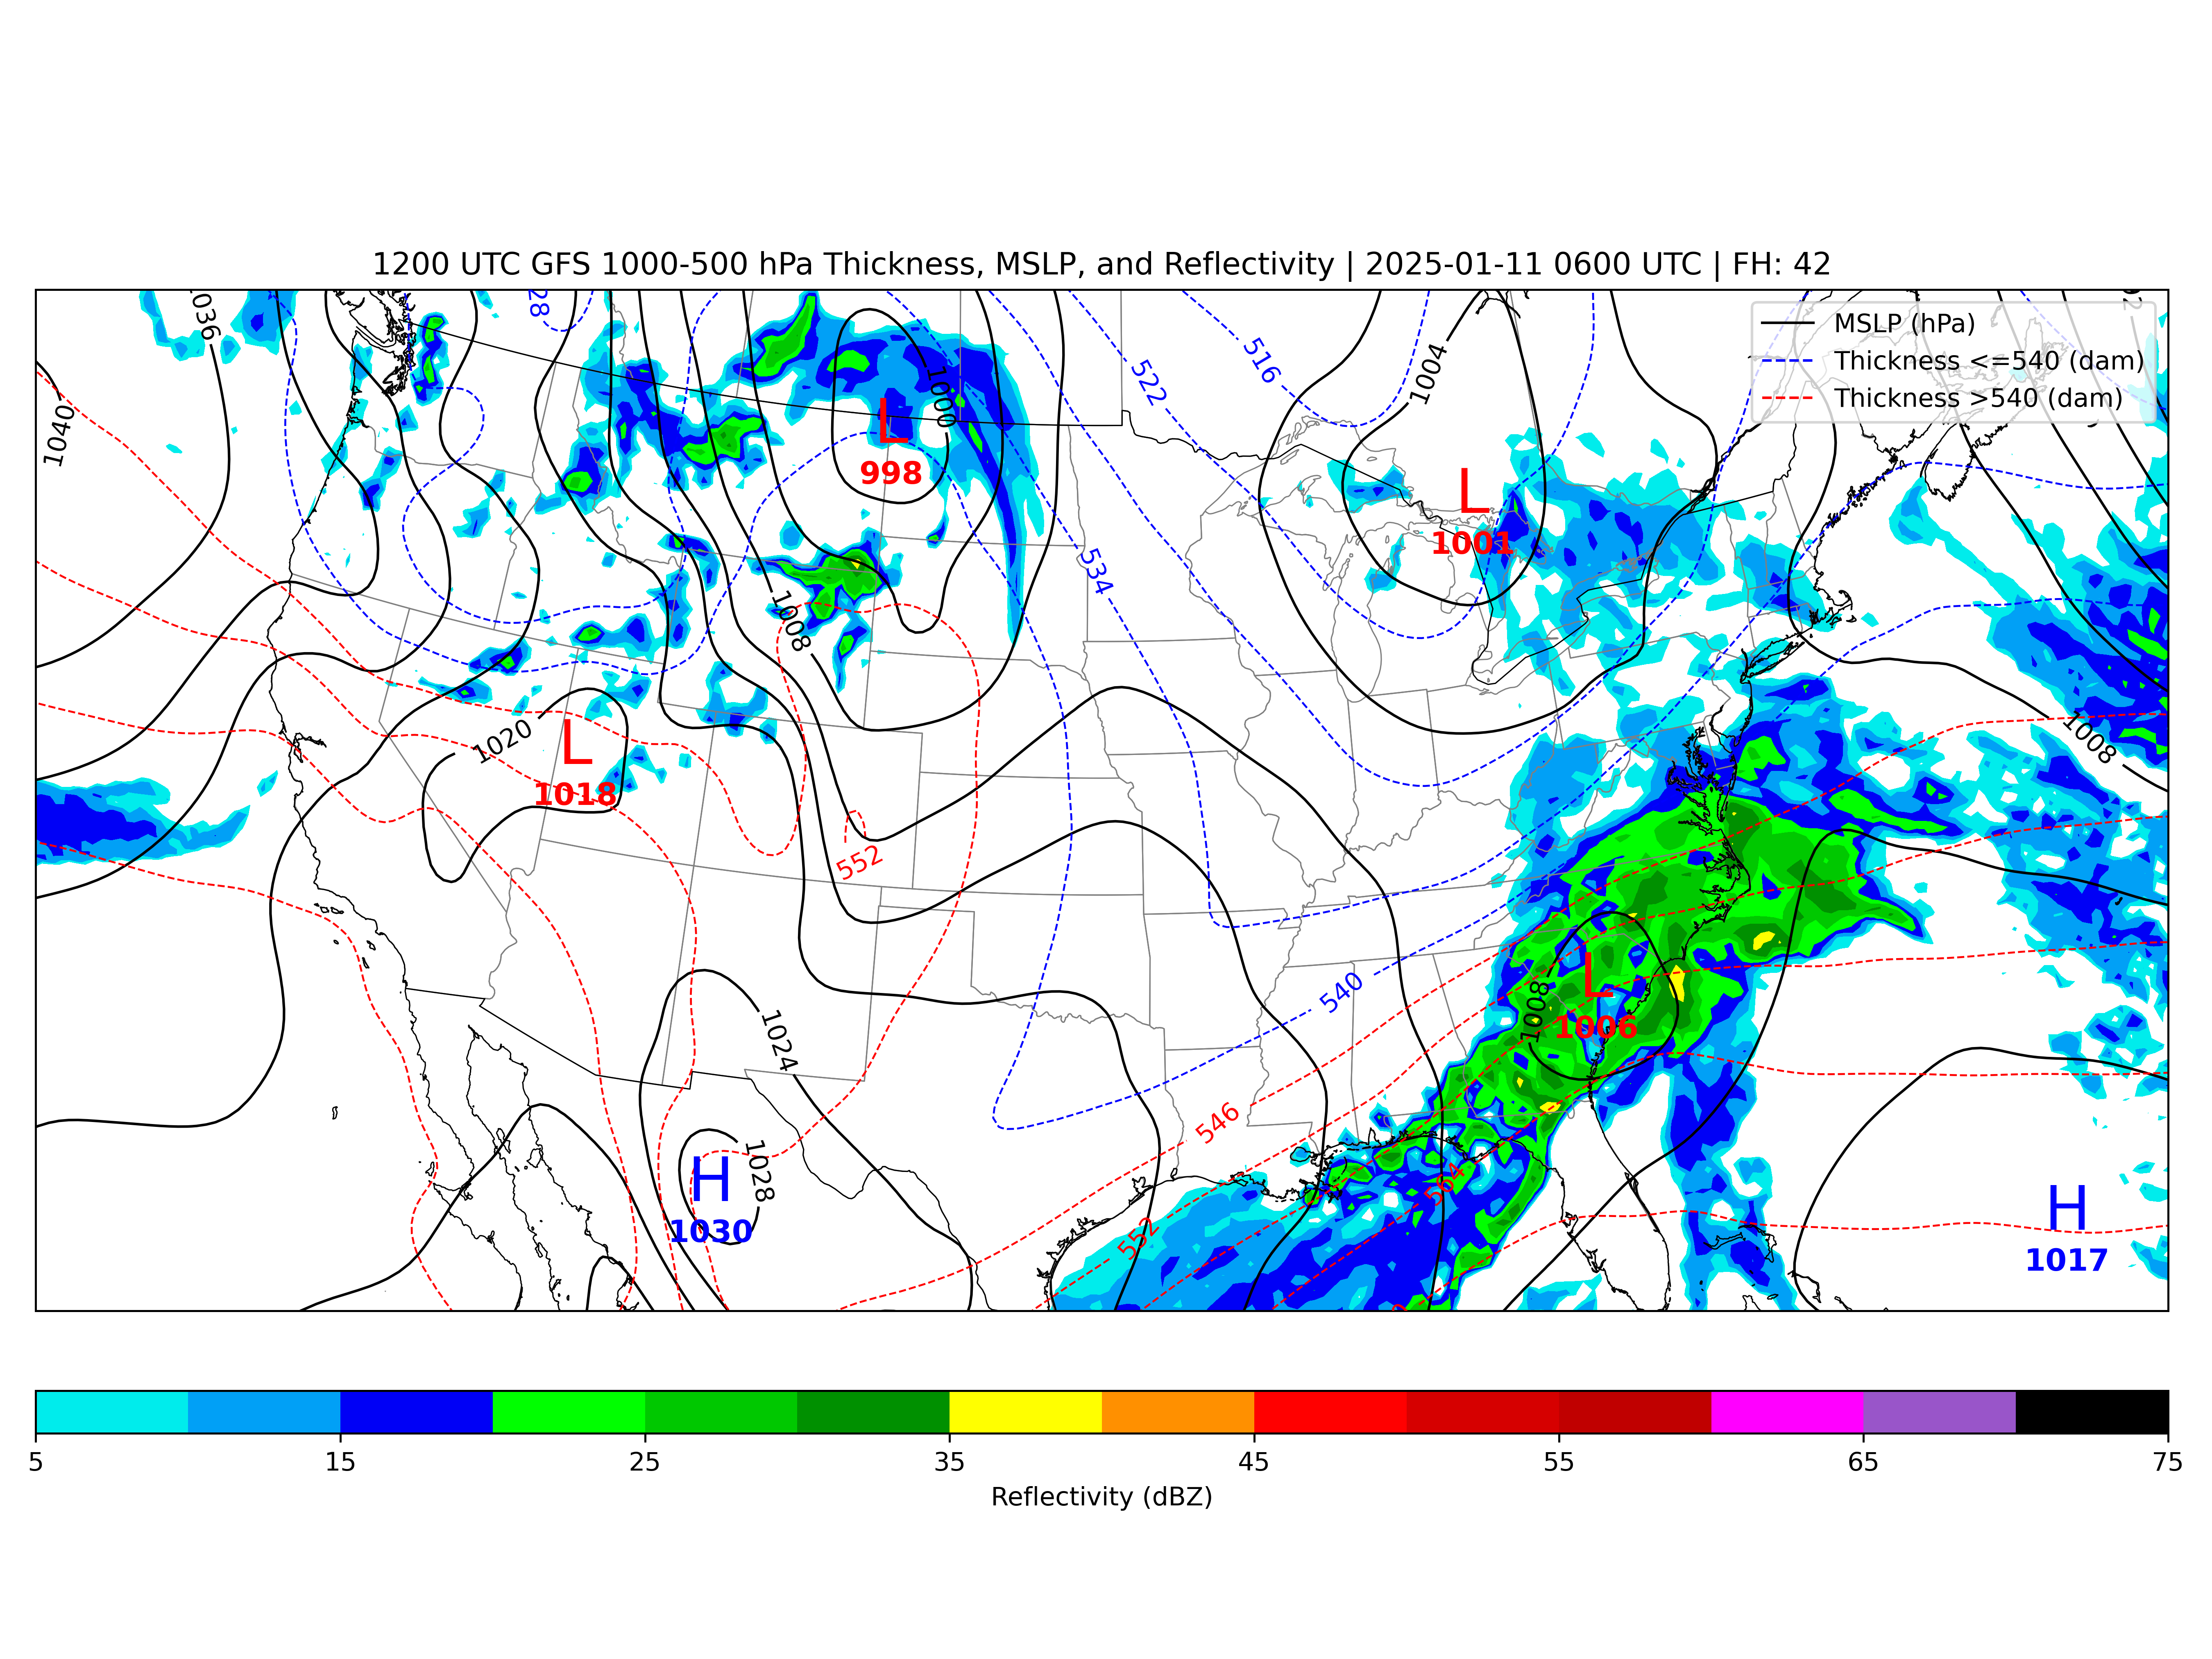 1200 UTC GFS 1000-500 hPa Thickness, MSLP, and Reflectivity | 2025-01-11 0600 UTC | FH: 42
MSLP (hPa)
Thickness <=540 (dam)
Thickness >540 (dam)
1036
528
516
522
1004
1000
1040
L
998
L
1001
534
1008
1020
L
1018
1008
552
540
L
1008
1006
1024
546
H
1030
1028
564
552
H
1017
5 15 25 35 45 55 65 75
Reflectivity (dBZ)